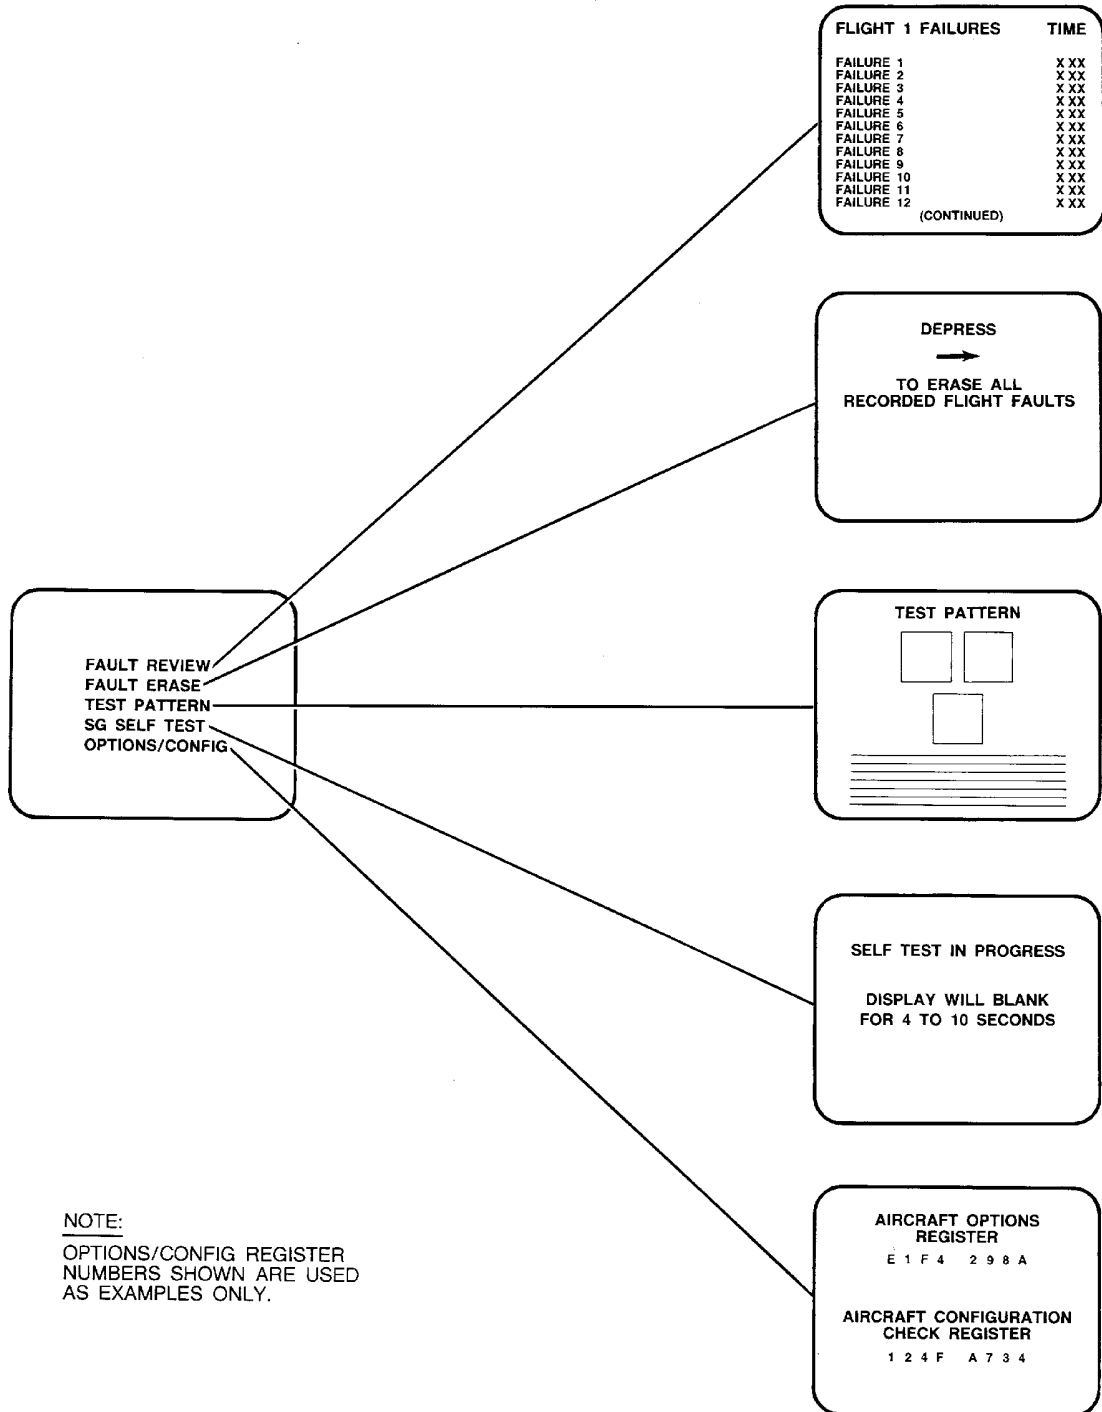 FLIGHT 1 FAILURES TIME
FAILURE 1 X XX
FAILURE 2 X XX
FAILURE 3 X XX
FAILURE 4 X XX
FAILURE 5 X XX
FAILURE 6 X XX
FAILURE 7 X XX
FAILURE 8 X XX
FAILURE 9 X XX
FAILURE 10 X XX
FAILURE 11 X XX
FAILURE 12 X XX
(CONTINUED)
DEPRESS
TO ERASE ALL
RECORDED FLIGHT FAULTS
FAULT REVIEW
FAULT ERASE
TEST PATTERN
SG SELF TEST
OPTIONS/CONFIG
TEST PATTERN
SELF TEST IN PROGRESS
DISPLAY WILL BLANK
FOR 4 TO 10 SECONDS
AIRCRAFT OPTIONS
REGISTER
E 1 F 4 2 9 8 A
AIRCRAFT CONFIGURATION
CHECK REGISTER
1 2 4 F A 7 3 4
NOTE:
OPTIONS/CONFIG REGISTER
NUMBERS SHOWN ARE USED
AS EXAMPLES ONLY.